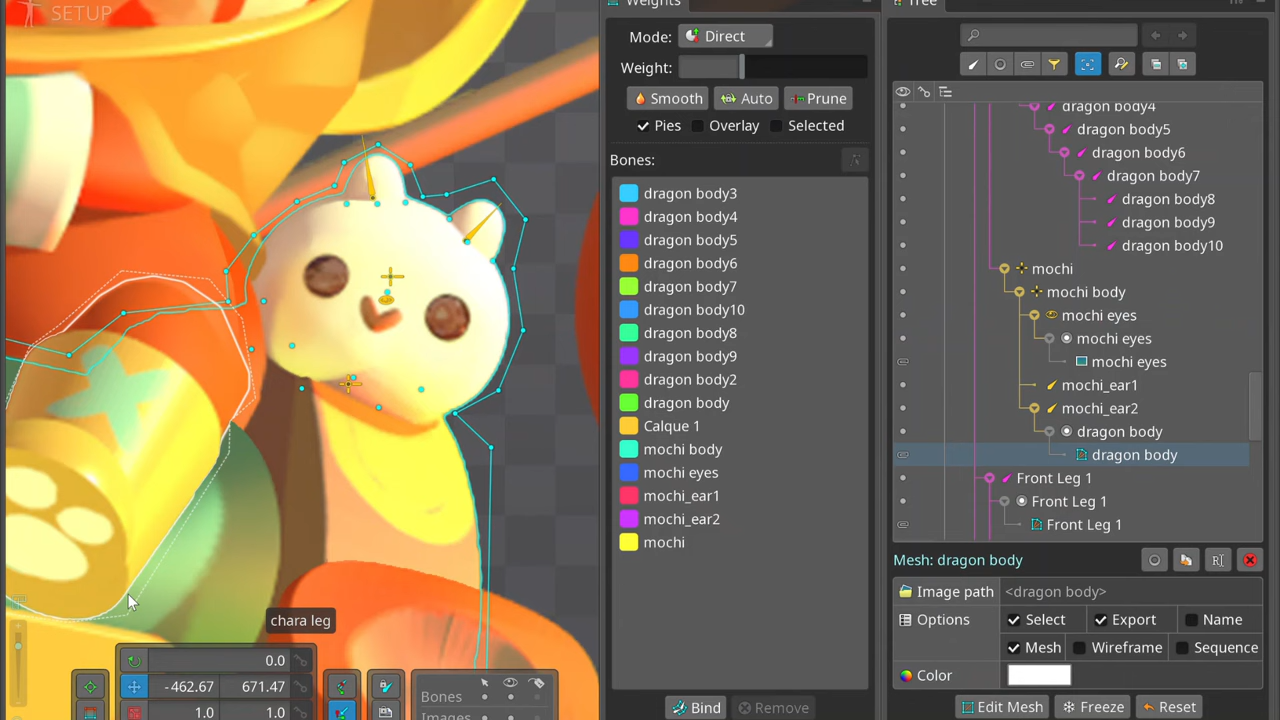 SETUP
Weights
Tree
Mode: Direct
Weight:
Smooth Auto Prune
Pies Overlay Selected
Bones:
dragon body3
dragon body4
dragon body5
dragon body6
dragon body7
dragon body10
dragon body8
dragon body9
dragon body2
dragon body
Calque 1
mochi body
mochi eyes
mochi_ear1
mochi_ear2
mochi
Bind Remove
dragon body4
dragon body5
dragon body6
dragon body7
dragon body8
dragon body9
dragon body10
mochi
mochi body
mochi eyes
mochi eyes
mochi eyes
mochi_ear1
mochi_ear2
dragon body
dragon body
Front Leg 1
Front Leg 1
Front Leg 1
Mesh: dragon body
Image path <dragon body>
Options Select Export Name
Mesh Wireframe Sequence
Color
Edit Mesh Freeze Reset
chara leg
0.0
-462.67 671.47
1.0 1.0
Bones
Images